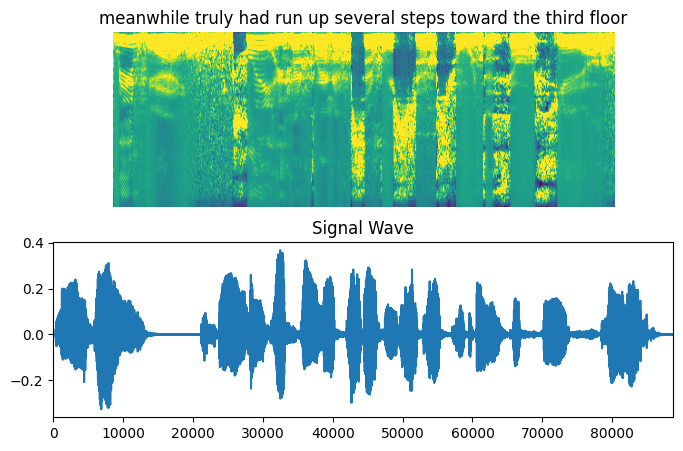 meanwhile truly had run up several steps toward the third floor
Signal Wave
0.4
0.2
0.0
−0.2
0 10000 20000 30000 40000 50000 60000 70000 80000